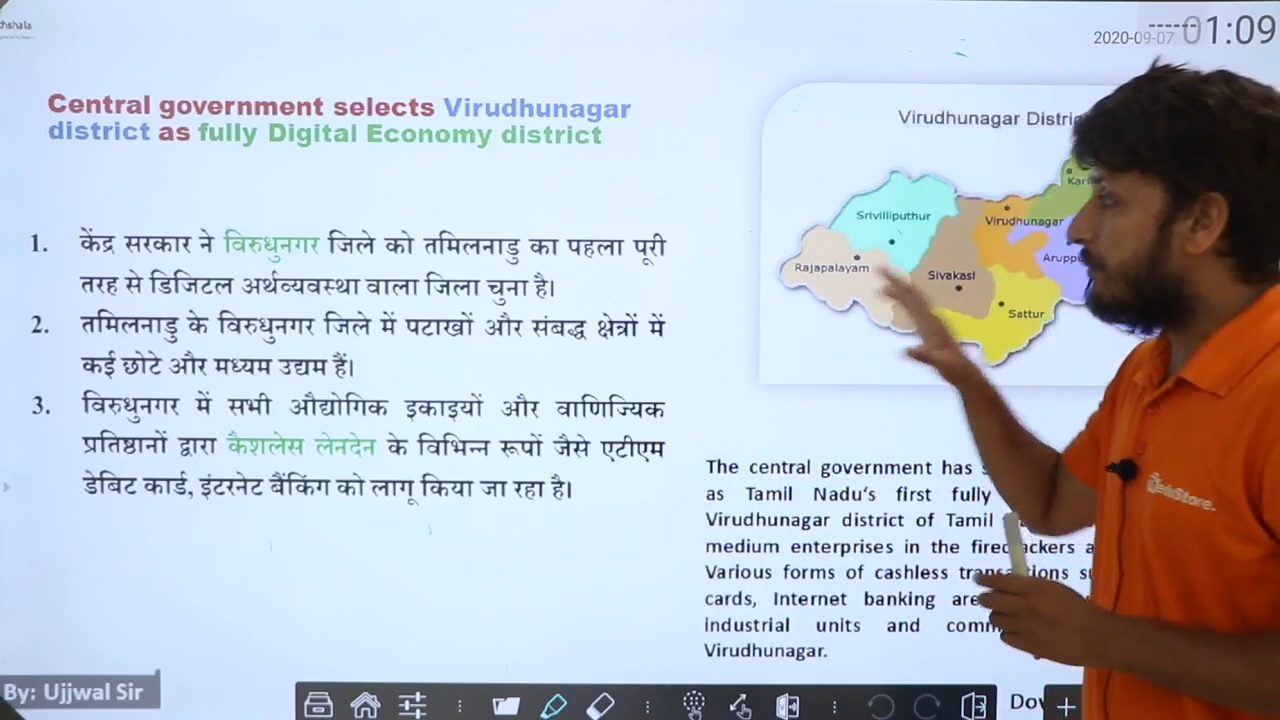 2020-09-07 01:09
Central government selects Virudhunagar
district as fully Digital Economy district
Virudhunagar
Srivilliputhur
Virudhunagar
Rajapalayam
Sivakasi
Sattur
1. केंद्र सरकार ने विरुधुनगर जिले को तमिलनाडु का पहला पूरी
तरह से डिजिटल अर्थव्यवस्था वाला जिला चुना है।
2. तमिलनाडु के विरुधुनगर जिले में पटाखों और संबद्ध क्षेत्रों में
कई छोटे और मध्यम उद्यम हैं।
3. विरुधुनगर में सभी औद्योगिक इकाइयों और वाणिज्यिक
प्रतिष्ठानों द्वारा कैशलेस लेनदेन के विभिन्न रूपों जैसे एटीएम
डेबिट कार्ड, इंटरनेट बैंकिंग को लागू किया जा रहा है।
The central government has
as Tamil Nadu's first fully
Virudhunagar district of Tamil
medium enterprises in the
Various forms of cashless
cards, Internet banking are
industrial units and
Virudhunagar.
By: Ujjwal Sir